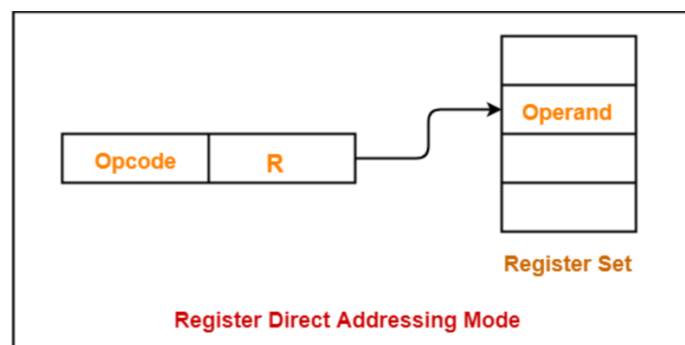 Operand
Opcode R
Register Set
Register Direct Addressing Mode